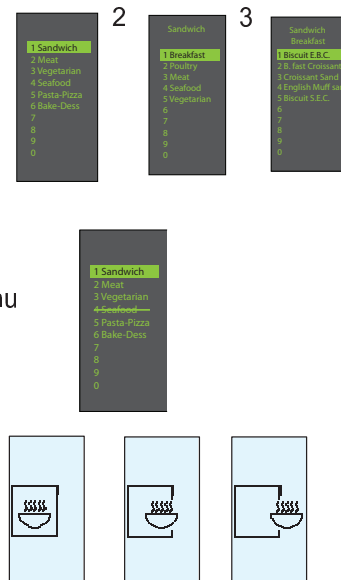 2
3
1 Sandwich
2 Meat
3 Vegetarian
4 Seafood
5 Pasta-Pizza
6 Bake-Dess
7
8
9
0
Sandwich
1 Breakfast
2 Poultry
3 Meat
4 Seafood
5 Vegetarian
6
7
8
9
0
Sandwich
Breakfast
1 Biscuit E.B.C.
2 B. fast Croissant
3 Croissant Sand
4 English Muff sa
5 Biscuit S.E.C.
6
7
8
9
0
nu
1 Sandwich
2 Meat
3 Vegetarian
4 Seafood
5 Pasta-Pizza
6 Bake-Dess
7
8
9
0